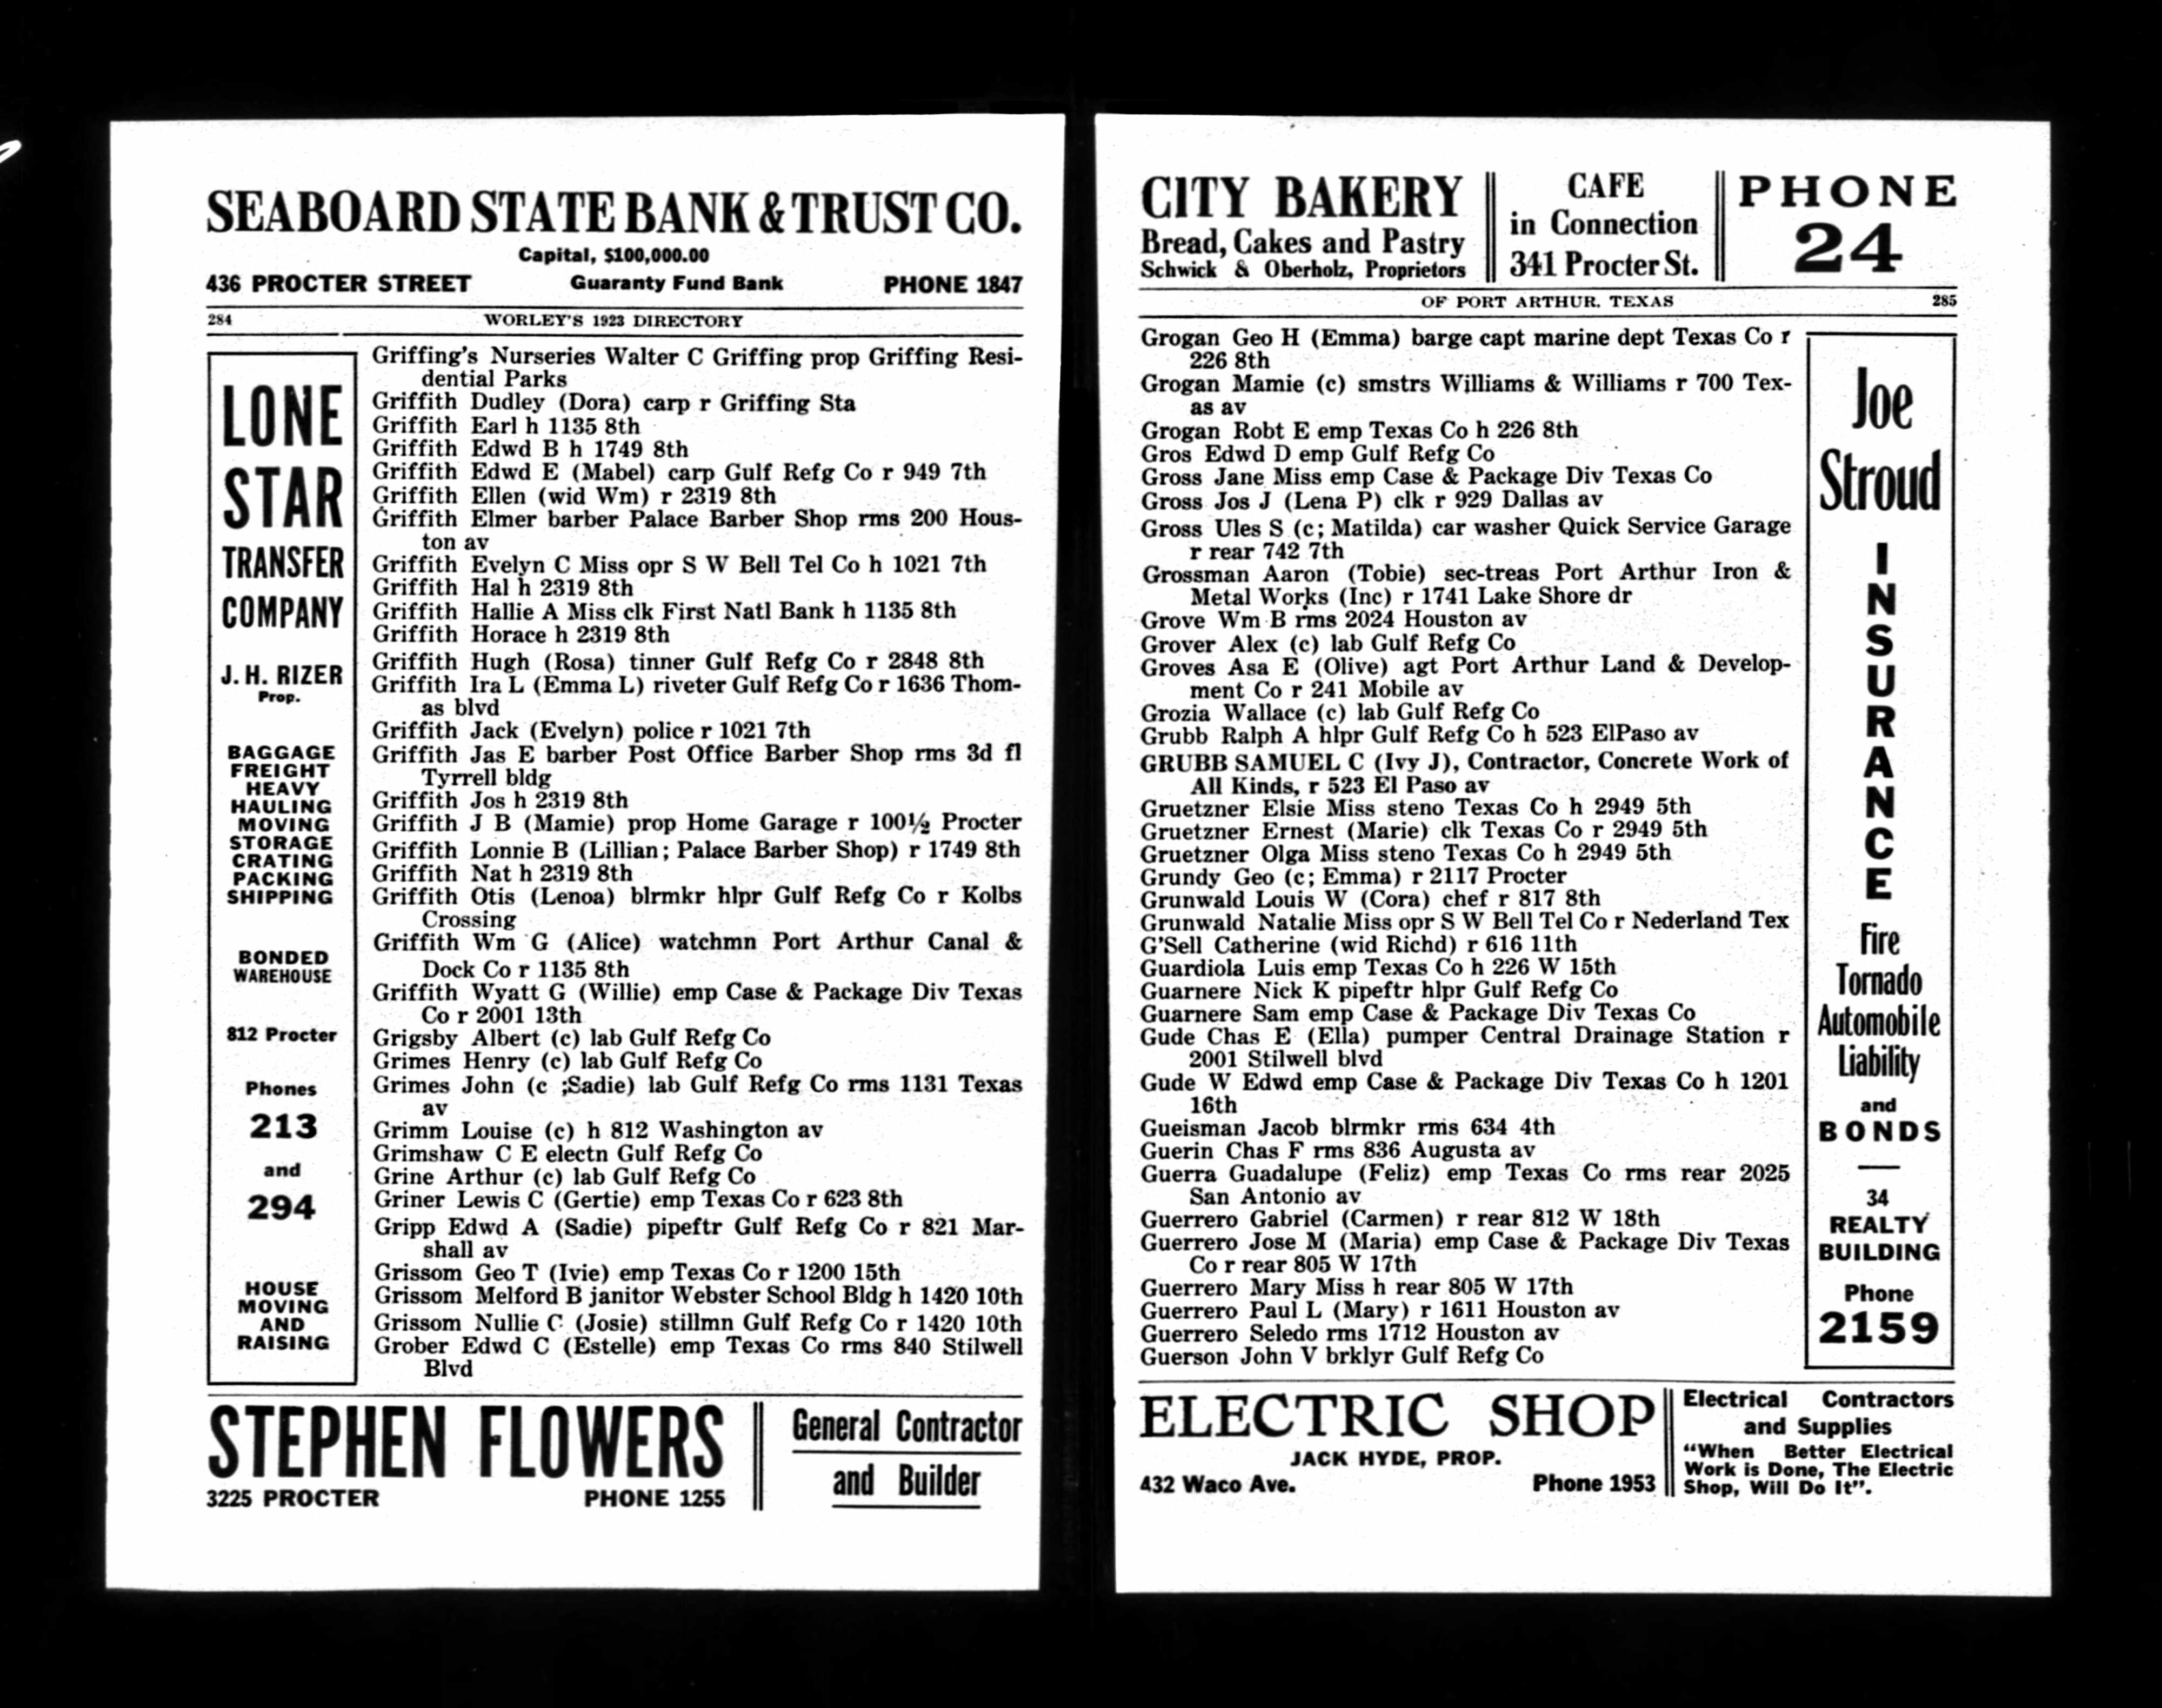 SEABOARD STATE BANK & TRUST CO.
Capital, $100,000.00
436 PROCTER STREET Guaranty Fund Bank PHONE 1847
284 WORLEY'S 1923 DIRECTORY
LONE
STAR
TRANSFER
COMPANY
J. H. RIZER
Prop.
BAGGAGE
FREIGHT
HEAVY
HAULING
MOVING
STORAGE
CRATING
PACKING
SHIPPING
BONDED
WAREHOUSE
812 Procter
Phones
213
and
294
HOUSE
MOVING
AND
RAISING
Griffing's Nurseries Walter C Griffing prop Griffing Resi-
dential Parks
Griffith Dudley (Dora) carp r Griffing Sta
Griffith Earl h 1135 8th
Griffith Edwd B h 1749 8th
Griffith Edwd E (Mabel) carp Gulf Refg Co r 949 7th
Griffith Ellen (wid Wm) r 2319 8th
Griffith Elmer barber Palace Barber Shop rms 200 Hous-
ton av
Griffith Evelyn C Miss opr S W Bell Tel Co h 1021 7th
Griffith Hal h 2319 8th
Griffith Hallie A Miss clk First Natl Bank h 1135 8th
Griffith Horace h 2319 8th
Griffith Hugh (Rosa) tinner Gulf Refg Co r 2848 8th
Griffith Ira L (Emma L) riveter Gulf Refg Co r 1636 Thom-
as blvd
Griffith Jack (Evelyn) police r 1021 7th
Griffith Jas E barber Post Office Barber Shop rms 3d fl
Tyrrell bldg
Griffith Jos h 2319 8th
Griffith J B (Mamie) prop Home Garage r 100½ Procter
Griffith Lonnie B (Lillian; Palace Barber Shop) r 1749 8th
Griffith Nat h 2319 8th
Griffith Otis (Lenoa) blrmkr hlpr Gulf Refg Co r Kolbs
Crossing
Griffith Wm G (Alice) watchmn Port Arthur Canal &
Dock Co r 1135 8th
Griffith Wyatt G (Willie) emp Case & Package Div Texas
Co r 2001 13th
Grigsby Albert (c) lab Gulf Refg Co
Grimes Henry (c) lab Gulf Refg Co
Grimes John (c ;Sadie) lab Gulf Refg Co rms 1131 Texas
av
Grimm Louise (c) h 812 Washington av
Grimshaw C E electn Gulf Refg Co
Grine Arthur (c) lab Gulf Refg Co
Griner Lewis C (Gertie) emp Texas Co r 623 8th
Gripp Edwd A (Sadie) pipeftr Gulf Refg Co r 821 Mar-
shall av
Grissom Geo T (Ivie) emp Texas Co r 1200 15th
Grissom Melford B janitor Webster School Bldg h 1420 10th
Grissom Nullie C (Josie) stillmn Gulf Refg Co r 1420 10th
Grober Edwd C (Estelle) emp Texas Co rms 840 Stilwell
Blvd
STEPHEN FLOWERS
3225 PROCTER PHONE 1255
General Contractor
and Builder
CITY BAKERY
Bread, Cakes and Pastry
Schwick & Oberholz, Proprietors
CAFE
in Connection
341 Procter St.
PHONE
24
OF PORT ARTHUR, TEXAS 285
Grogan Geo H (Emma) barge capt marine dept Texas Co r
226 8th
Grogan Mamie (c) smstrs Williams & Williams r 700 Tex-
as av
Grogan Robt E emp Texas Co h 226 8th
Gros Edwd D emp Gulf Refg Co
Gross Jane Miss emp Case & Package Div Texas Co
Gross Jos J (Lena P) clk r 929 Dallas av
Gross Ules S (c; Matilda) car washer Quick Service Garage
r rear 742 7th
Grossman Aaron (Tobie) sec-treas Port Arthur Iron &
Metal Works (Inc) r 1741 Lake Shore dr
Grove Wm B rms 2024 Houston av
Grover Alex (c) lab Gulf Refg Co
Groves Asa E (Olive) agt Port Arthur Land & Develop-
ment Co r 241 Mobile av
Grozia Wallace (c) lab Gulf Refg Co
Grubb Ralph A hlpr Gulf Refg Co h 523 ElPaso av
GRUBB SAMUEL C (Ivy J), Contractor, Concrete Work of
All Kinds, r 523 El Paso av
Gruetzner Elsie Miss steno Texas Co h 2949 5th
Gruetzner Ernest (Marie) clk Texas Co r 2949 5th
Gruetzner Olga Miss steno Texas Co h 2949 5th
Grundy Geo (c; Emma) r 2117 Procter
Grunwald Louis W (Cora) chef r 817 8th
Grunwald Natalie Miss opr S W Bell Tel Co r Nederland Tex
G'Sell Catherine (wid Richd) r 616 11th
Guardiola Luis emp Texas Co h 226 W 15th
Guarnere Nick K pipeftr hlpr Gulf Refg Co
Guarnere Sam emp Case & Package Div Texas Co
Gude Chas E (Ella) pumper Central Drainage Station r
2001 Stilwell blvd
Gude W Edwd emp Case & Package Div Texas Co h 1201
16th
Gueisman Jacob blrmkr rms 634 4th
Guerin Chas F rms 836 Augusta av
Guerra Guadalupe (Feliz) emp Texas Co rms rear 2025
San Antonio av
Guerrero Gabriel (Carmen) r rear 812 W 18th
Guerrero Jose M (Maria) emp Case & Package Div Texas
Co r rear 805 W 17th
Guerrero Mary Miss h rear 805 W 17th
Guerrero Paul L (Mary) r 1611 Houston av
Guerrero Seledo rms 1712 Houston av
Guerson John V brklyr Gulf Refg Co
Joe
Stroud
I
N
S
U
R
A
N
C
E
Fire
Tornado
Automobile
Liability
and
BONDS
34
REALTY
BUILDING
Phone
2159
ELECTRIC SHOP
JACK HYDE, PROP.
432 Waco Ave. Phone 1953
Electrical Contractors
and Supplies
"When Better Electrical
Work is Done, The Electric
Shop, Will Do It".